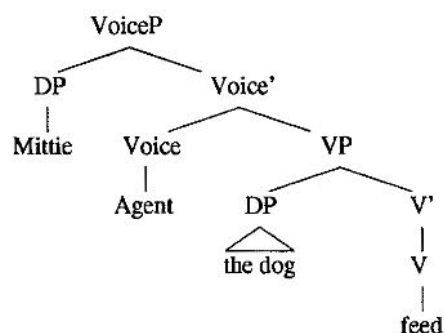 VoiceP
DP Voice'
Mittie Voice VP
Agent DP V'
the dog V
feed